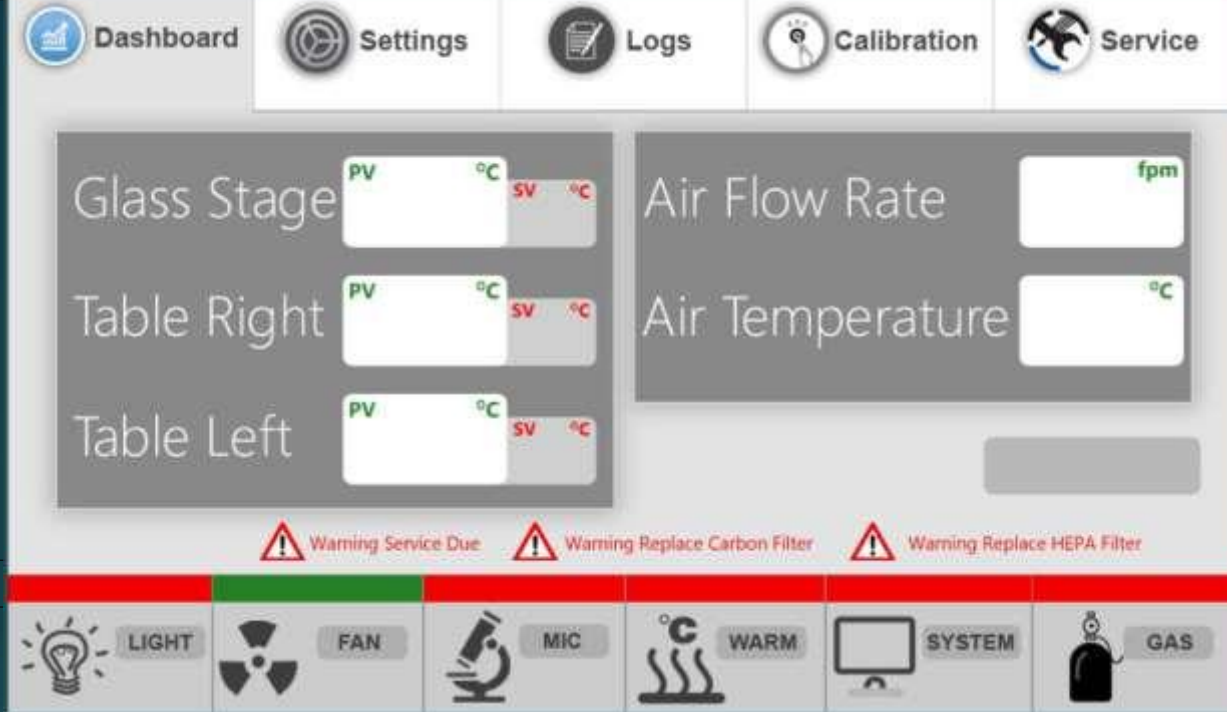 Dashboard
Settings
Logs
Calibration
Service
Glass Stage
PV °C
SV °C
Table Right
PV °C
SV °C
Table Left
PV °C
SV °C
Air Flow Rate
fpm
Air Temperature
°C
Warning Service Due
Warning Replace Carbon Filter
Warning Replace HEPA Filter
LIGHT
FAN
MIC
°C
WARM
SYSTEM
GAS